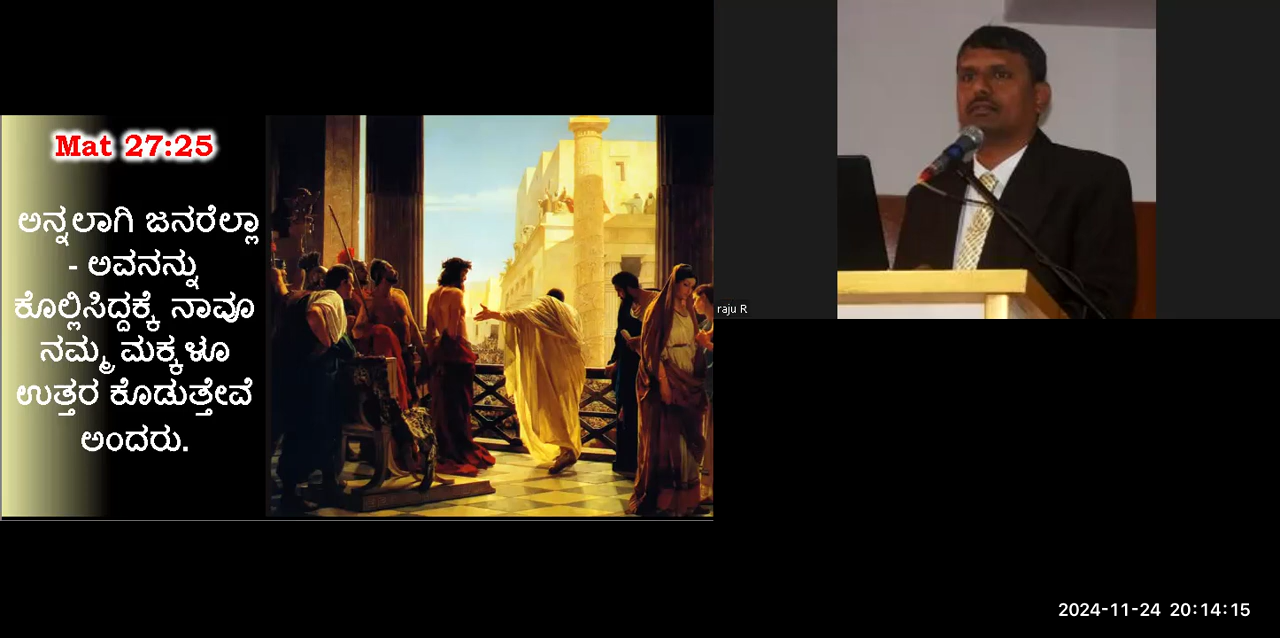 Mat 27:25
ಅನ್ನಲಾಗಿ ಜನರೆಲ್ಲಾ
- ಅವನನ್ನು
ಕೊಲ್ಲಿಸಿದ್ದಕ್ಕೆ ನಾವೂ
ನಮ್ಮ ಮಕ್ಕಳೂ
ಉತ್ತರ ಕೊಡುತ್ತೇವೆ
ಅಂದರು.
raju R
2024-11-24 20:14:15